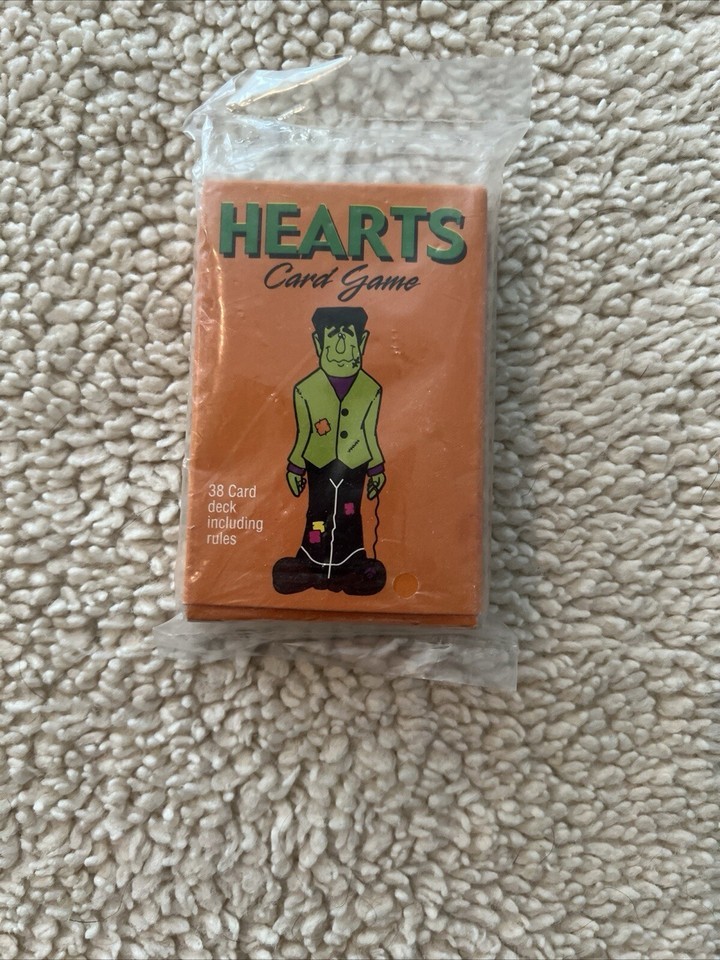 HEARTS
Card Game
38 Card
deck
including
rules